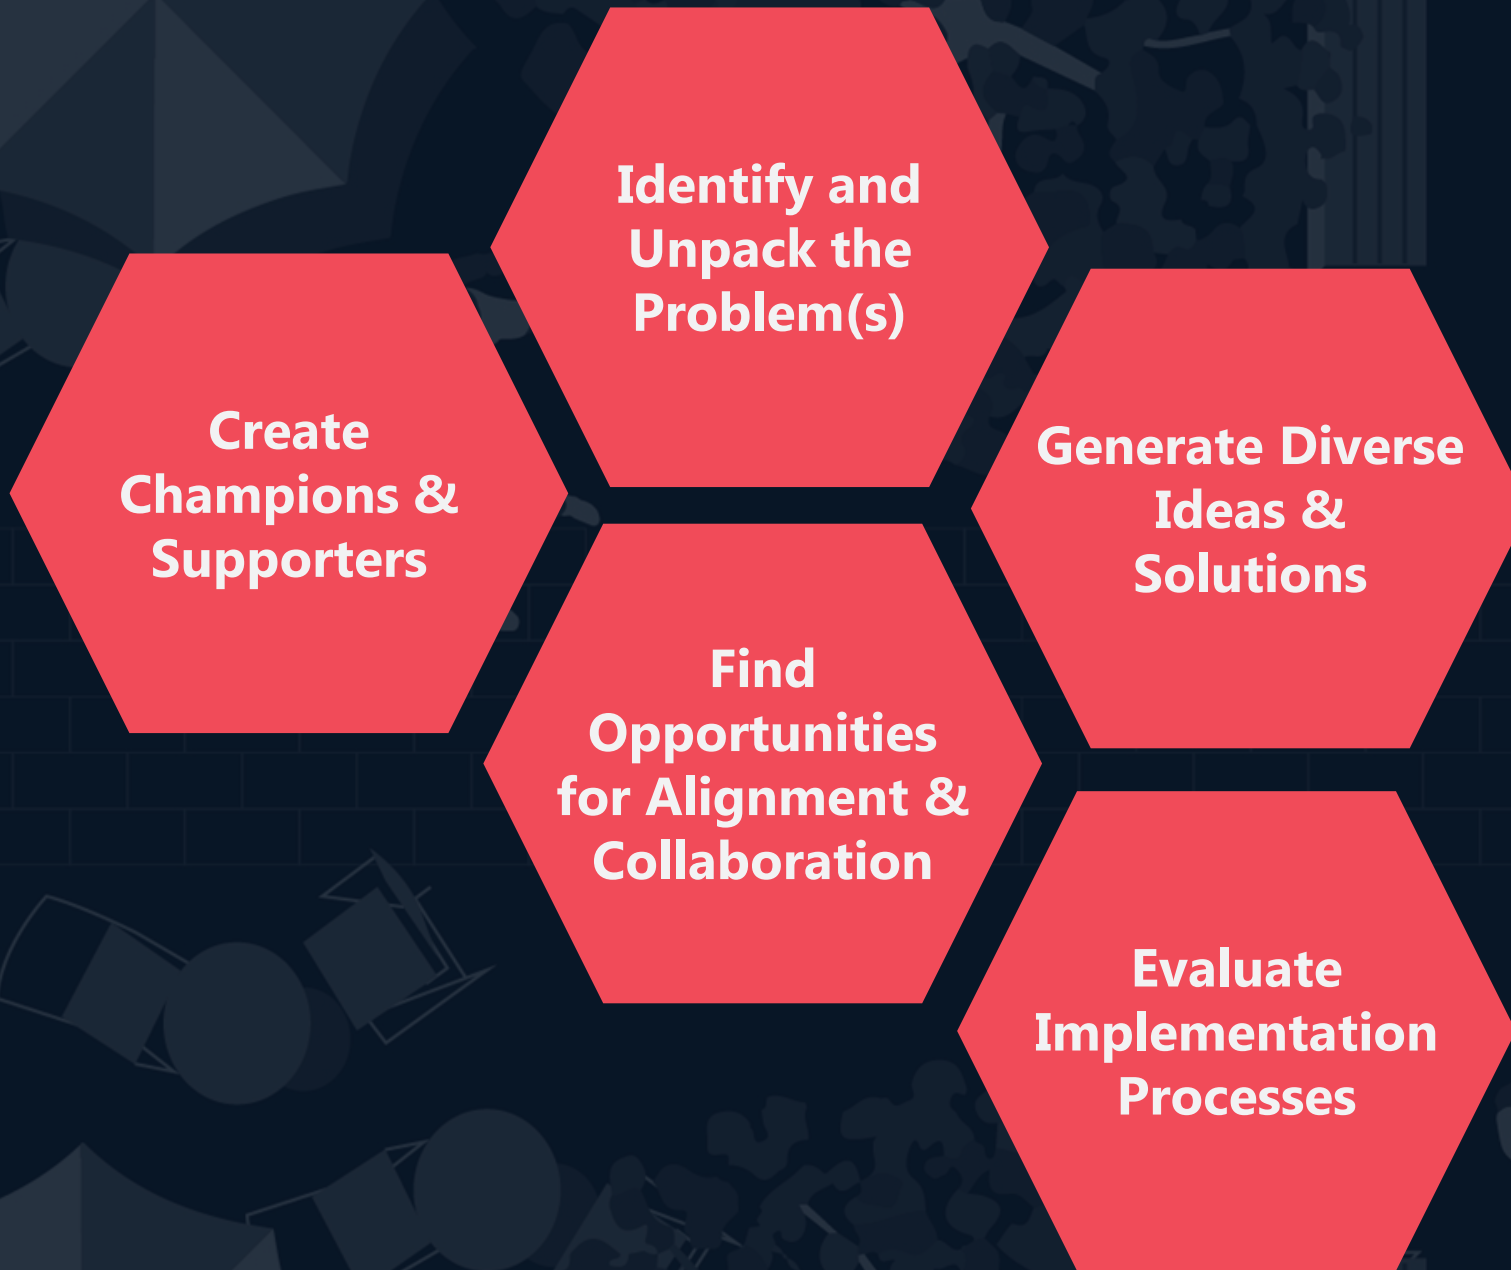 Identify and
Unpack the
Problem(s)
Create
Champions &
Supporters
Generate Diverse
Ideas &
Solutions
Find
Opportunities
for Alignment &
Collaboration
Evaluate
Implementation
Processes